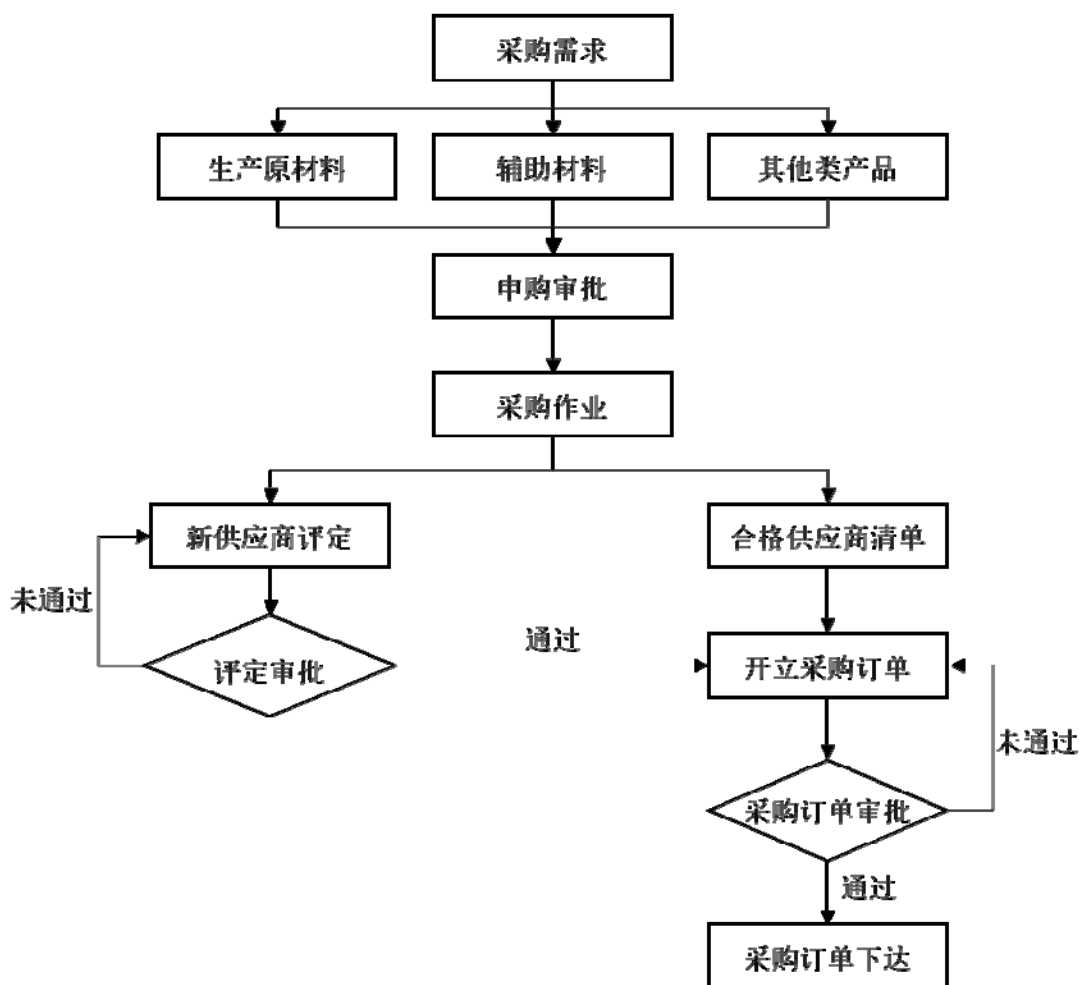 采购需求
生产原材料
辅助材料
其他类产品
申购审批
采购作业
新供应商评定
合格供应商清单
未通过
通过
评定审批
开立采购订单
未通过
采购订单审批
通过
采购订单下达